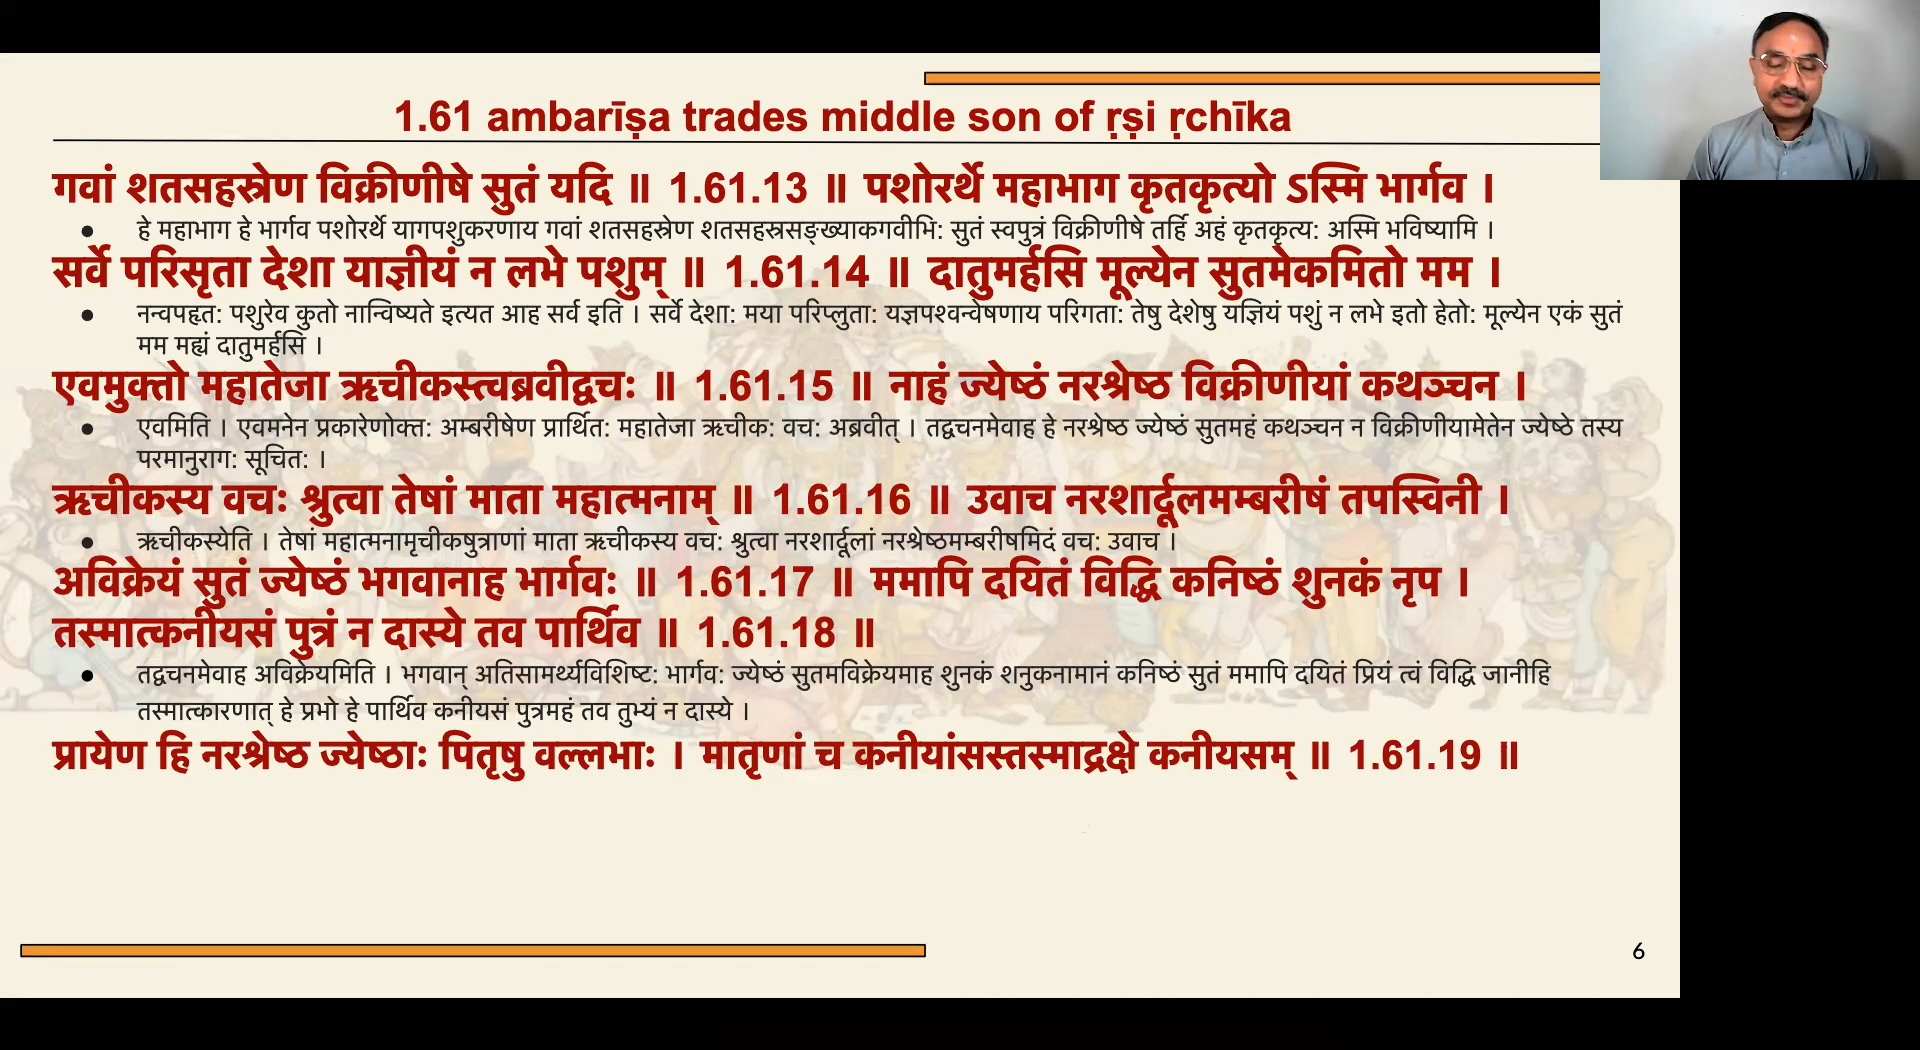 1.61 ambarīṣa trades middle son of ṛṣi ṛchīka
गवां शतसहस्रेण विक्रीणीषे सुतं यदि ॥ 1.61.13 ॥ पशोरर्थे महाभाग कृतकृत्यो ऽस्मि भार्गव ।
● हे महाभाग हे भार्गव पशोरर्थे यागपशुकरणाय गवां शतसहस्रेण शतसहस्रसङ्ख्याकगवीभि: सुतं स्वपुत्रं विक्रीणीषे तर्हि अहं कृतकृत्य: अस्मि भविष्यामि ।
सर्वे परिसृता देशा याज्ञीयं न लभे पशुम् ॥ 1.61.14 ॥ दातुमर्हसि मूल्येन सुतमेकमितो मम ।
● नन्वपहृत: पशुरेव कुतो नान्विष्यते इत्यत आह सर्व इति । सर्वे देशा: मया परिप्लुता: यज्ञपश्वन्वेषणाय परिगता: तेषु देशेषु यज्ञियं पशुं न लभे इतो हेतो: मूल्येन एकं सुतं
मम मह्यं दातुमर्हसि ।
एवमुक्तो महातेजा ऋचीकस्त्वब्रवीद्वचः ॥ 1.61.15 ॥ नाहं ज्येष्ठं नरश्रेष्ठ विक्रीणीयां कथञ्चन ।
● एवमिति । एवमनेन प्रकारेणोक्त: अम्बरीषेण प्रार्थित: महातेजा ऋचीक: वच: अब्रवीत् । तद्वचनमेवाह हे नरश्रेष्ठ ज्येष्ठं सुतमहं कथञ्चन न विक्रीणीयामेतेन ज्येष्ठे तस्य
परमानुराग: सूचित: ।
ऋचीकस्य वचः श्रुत्वा तेषां माता महात्मनाम् ॥ 1.61.16 ॥ उवाच नरशार्दूलमम्बरीषं तपस्विनी ।
● ऋचीकस्येति । तेषां महात्मनामृचीकषुत्राणां माता ऋचीकस्य वच: श्रुत्वा नरशार्दूलां नरश्रेष्ठमम्बरीषमिदं वच: उवाच ।
अविक्रेयं सुतं ज्येष्ठं भगवानाह भार्गवः ॥ 1.61.17 ॥ ममापि दयितं विद्धि कनिष्ठं शुनकं नृप ।
तस्मात्कनीयसं पुत्रं न दास्ये तव पार्थिव ॥ 1.61.18 ॥
● तद्वचनमेवाह अविक्रेयमिति । भगवान् अतिसामर्थ्यविशिष्ट: भार्गव: ज्येष्ठं सुतमविक्रेयमाह शुनकं शनुकनामानं कनिष्ठं सुतं ममापि दयितं प्रियं त्वं विद्धि जानीहि
तस्मात्कारणात् हे प्रभो हे पार्थिव कनीयसं पुत्रमहं तव तुभ्यं न दास्ये ।
प्रायेण हि नरश्रेष्ठ ज्येष्ठाः पितृषु वल्लभाः । मातॄणां च कनीयांसस्तस्माद्रक्षे कनीयसम् ॥ 1.61.19 ॥
6